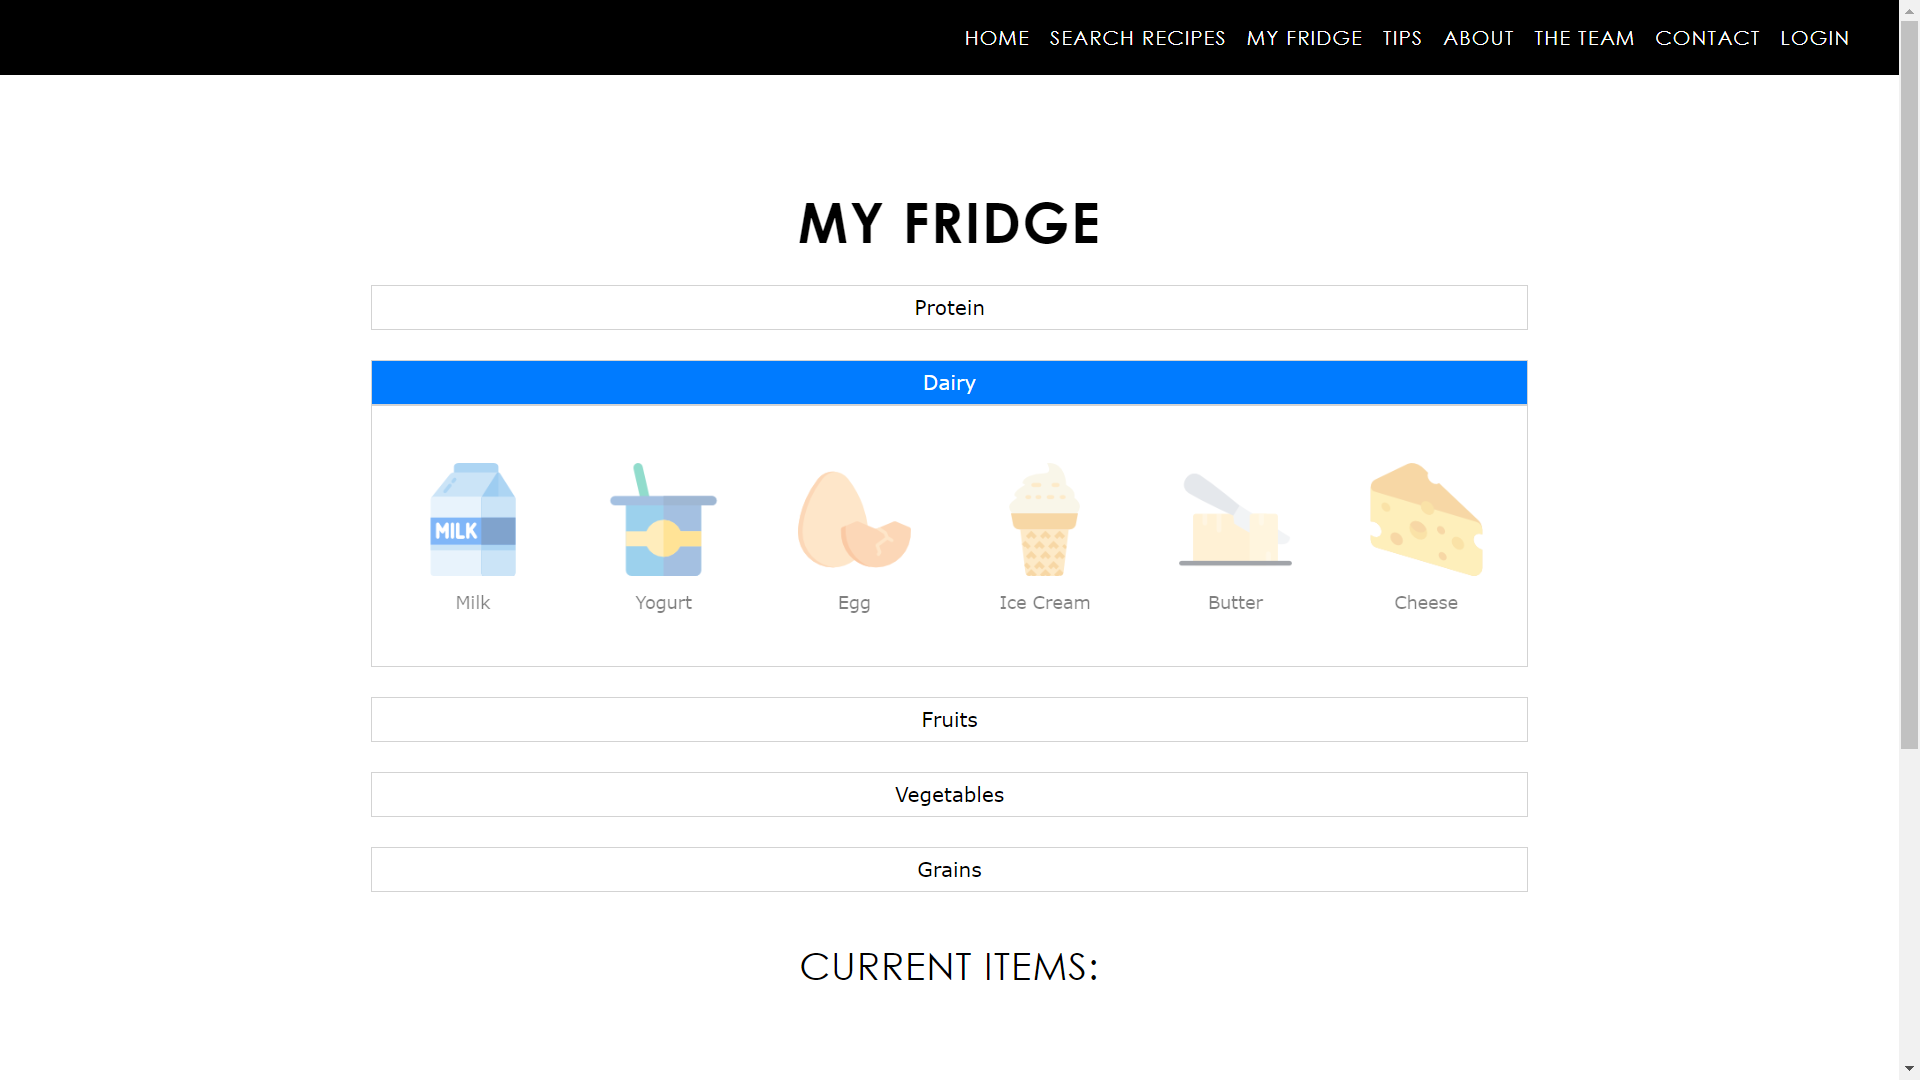 HOME SEARCH RECIPES MY FRIDGE TIPS ABOUT THE TEAM CONTACT LOGIN
MY FRIDGE
Protein
Dairy
MILK
Milk Yogurt Egg Ice Cream Butter Cheese
Fruits
Vegetables
Grains
CURRENT ITEMS: